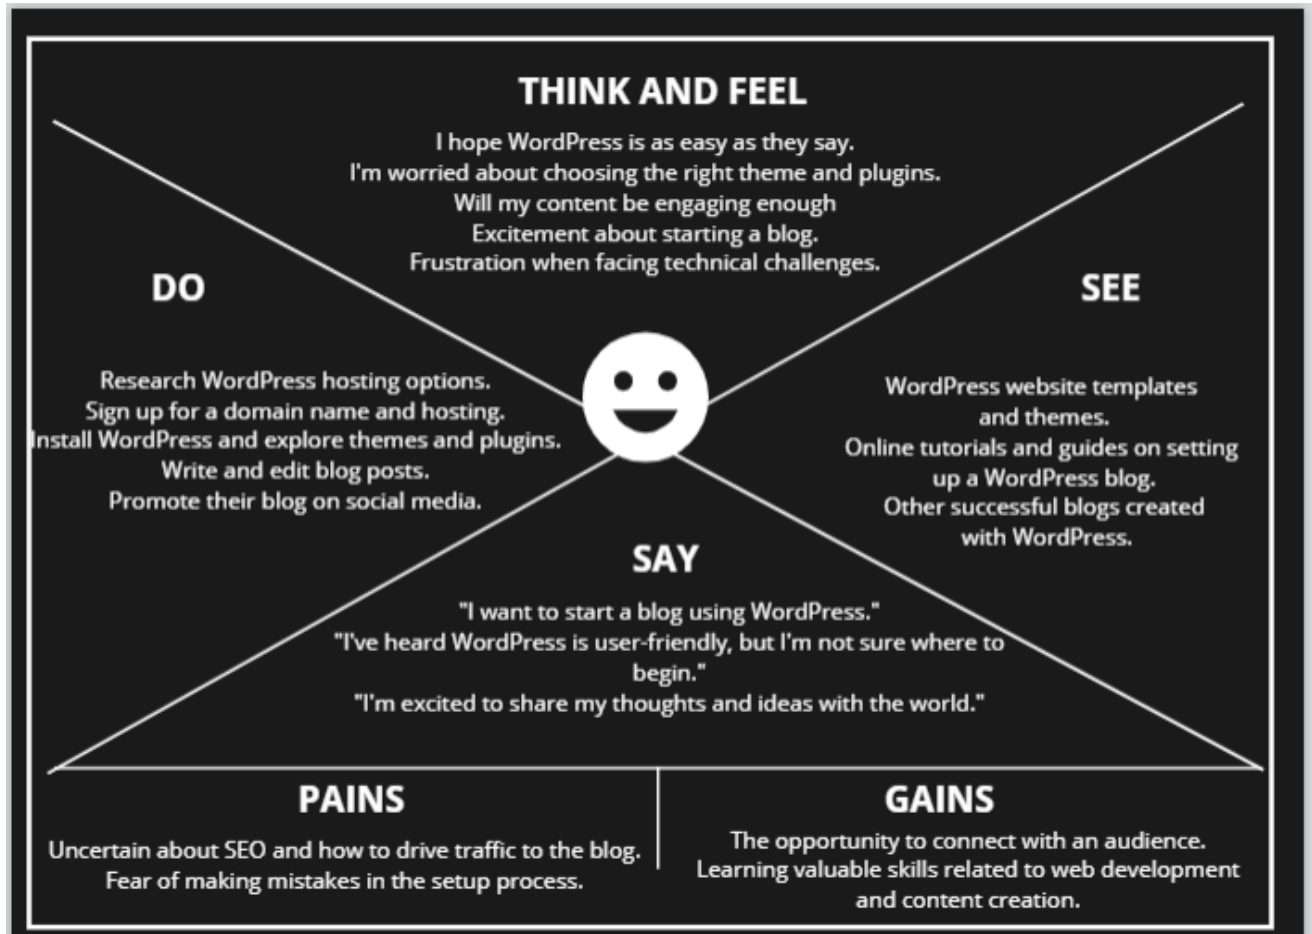 THINK AND FEEL
I hope WordPress is as easy as they say.
I'm worried about choosing the right theme and plugins.
Will my content be engaging enough
Excitement about starting a blog.
Frustration when facing technical challenges.
DO
Research WordPress hosting options.
Sign up for a domain name and hosting.
Install WordPress and explore themes and plugins.
Write and edit blog posts.
Promote their blog on social media.
SEE
WordPress website templates
and themes.
Online tutorials and guides on setting
up a WordPress blog.
Other successful blogs created
with WordPress.
SAY
"I want to start a blog using WordPress."
"I've heard WordPress is user-friendly, but I'm not sure where to
begin."
"I'm excited to share my thoughts and ideas with the world."
PAINS
Uncertain about SEO and how to drive traffic to the blog.
Fear of making mistakes in the setup process.
GAINS
The opportunity to connect with an audience.
Learning valuable skills related to web development
and content creation.